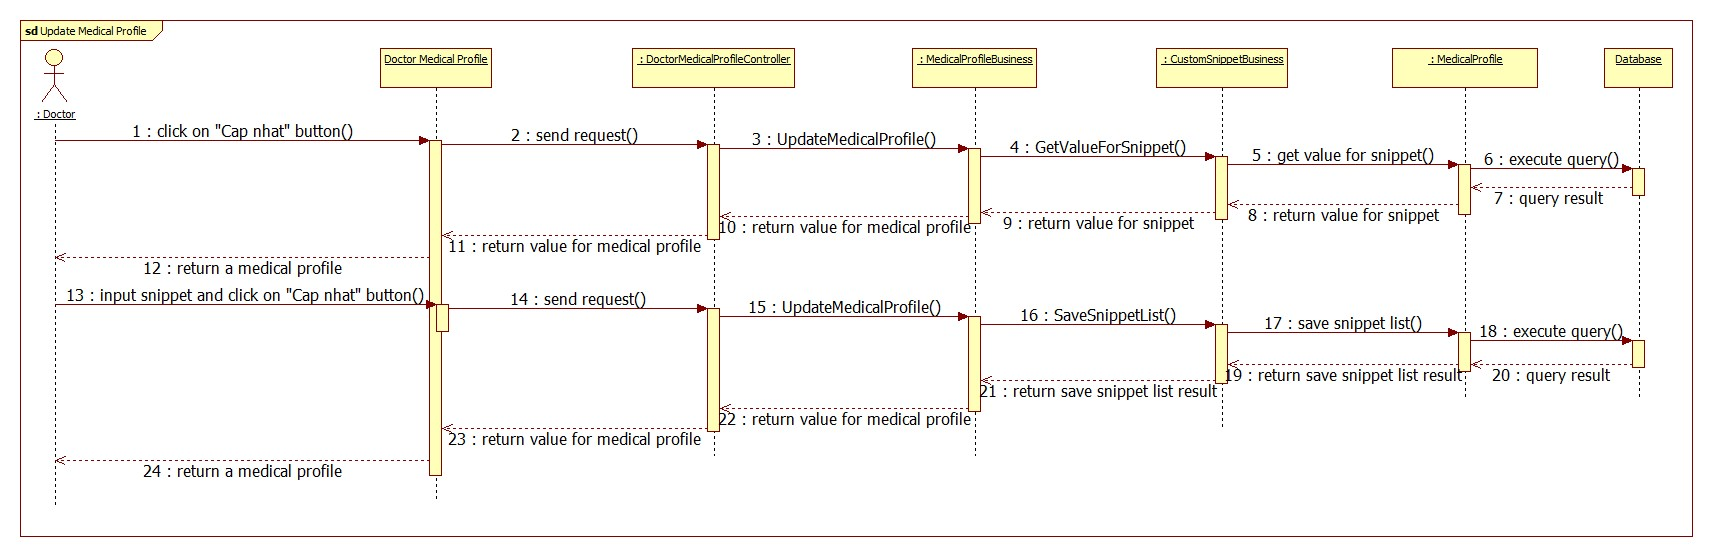 sd Update Medical Profile
: Doctor
Doctor Medical Profile
: DoctorMedicalProfileController
: MedicalProfileBusiness
: CustomSnippetBusiness
: MedicalProfile
Database
1 : click on "Cap nhat" button()
2 : send request()
3 : UpdateMedicalProfile()
4 : GetValueForSnippet()
5 : get value for snippet()
6 : execute query()
7 : query result
8 : return value for snippet
9 : return value for snippet
10 : return value for medical profile
11 : return value for medical profile
12 : return a medical profile
13 : input snippet and click on "Cap nhat" button()
14 : send request()
15 : UpdateMedicalProfile()
16 : SaveSnippetList()
17 : save snippet list()
18 : execute query()
19 : return save snippet list result
20 : query result
21 : return save snippet list result
22 : return value for medical profile
23 : return value for medical profile
24 : return a medical profile